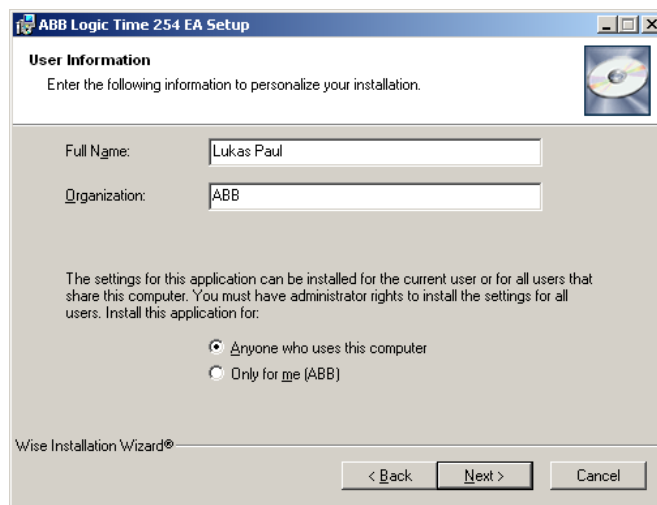 ABB Logic Time 254 EA Setup
User Information
Enter the following information to personalize your installation.
Full Name:
Lukas Paul
Organization:
ABB
The settings for this application can be installed for the current user or for all users that
share this computer. You must have administrator rights to install the settings for all
users. Install this application for:
Anyone who uses this computer
Only for me (ABB)
Wise Installation Wizard®
< Back
Next >
Cancel